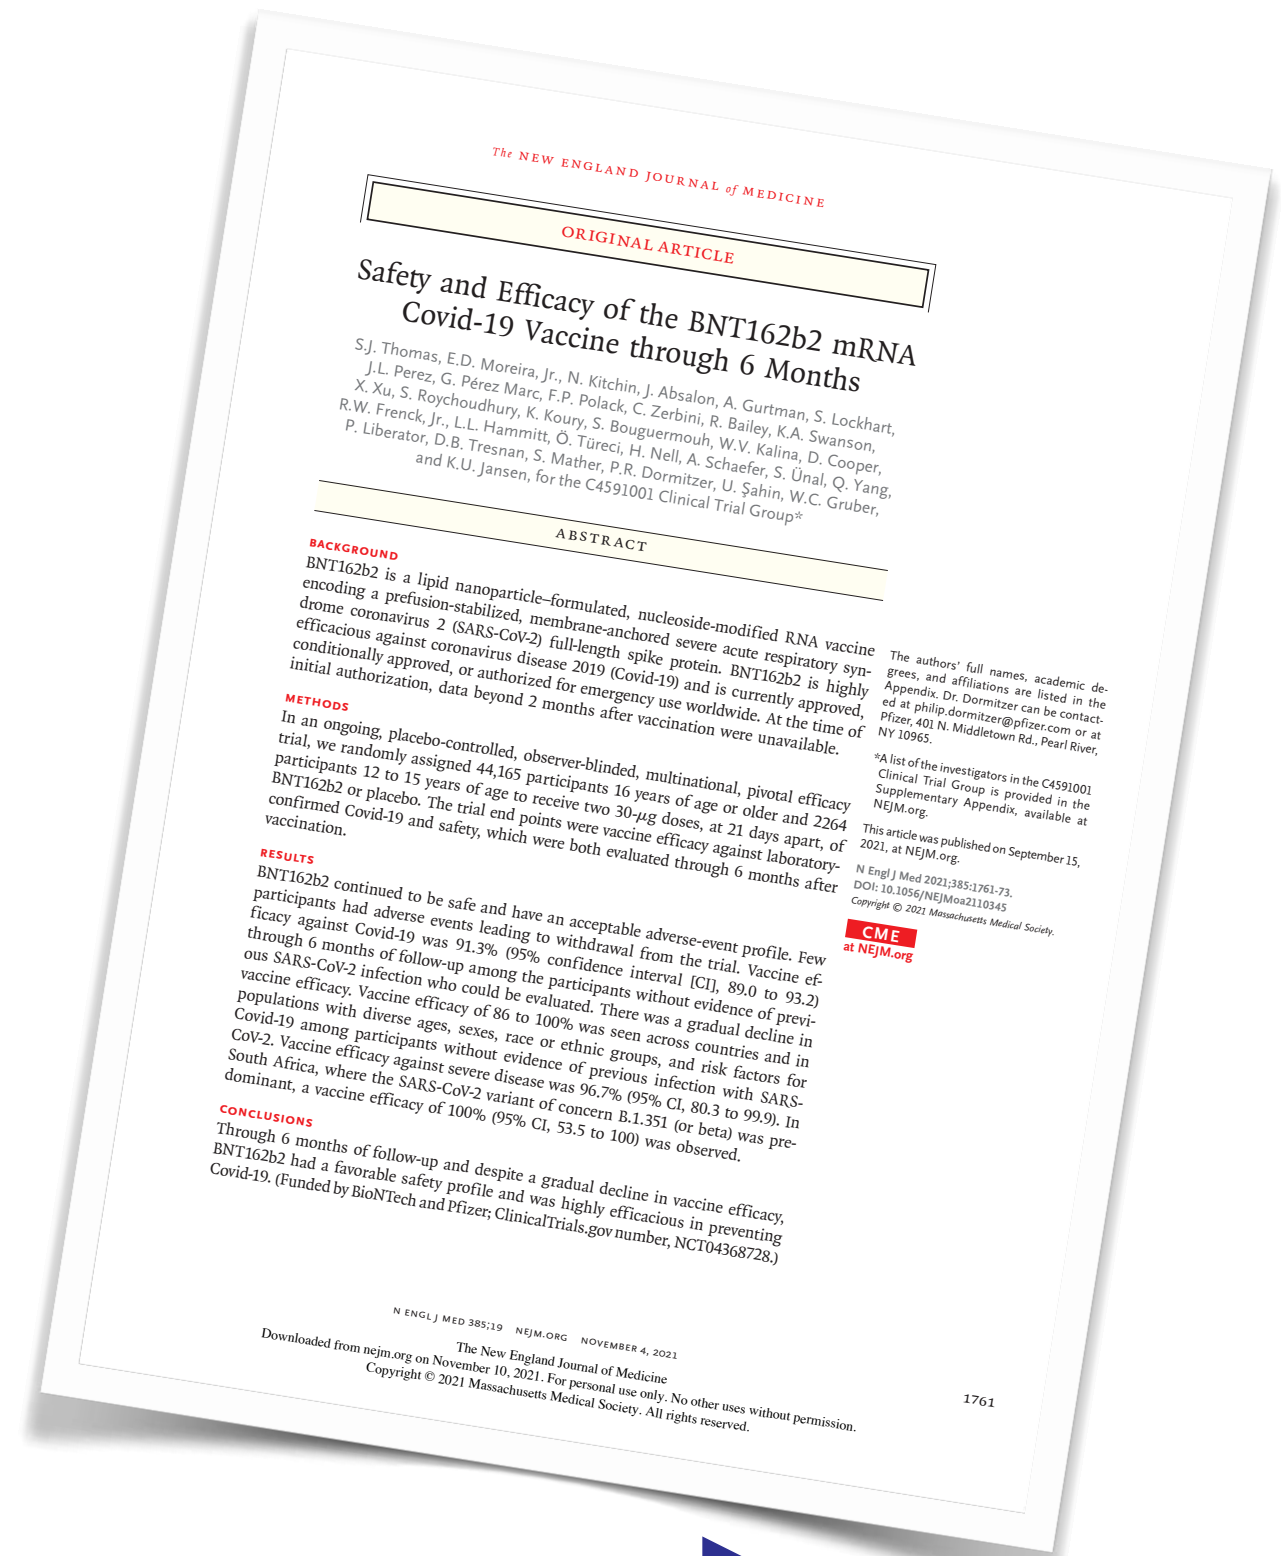 The NEW ENGLAND JOURNAL of MEDICINE
ORIGINAL ARTICLE
Safety and Efficacy of the BNT162b2 mRNA
Covid-19 Vaccine through 6 Months
S.J. Thomas, E.D. Moreira, Jr., N. Kitchin, J. Absalon, A. Gurtman, S. Lockhart,
J.L. Perez, G. Pérez Marc, F.P. Polack, C. Zerbini, R. Bailey, K.A. Swanson,
X. Xu, S. Roychoudhury, K. Koury, S. Bouguermouh, W.V. Kalina, D. Cooper,
R.W. Frenck, Jr., L.L. Hammitt, Ö. Türeci, H. Nell, A. Schaefer, S. Ünal, Q. Yang,
P. Liberator, D.B. Tresnan, S. Mather, P.R. Dormitzer, U. Şahin, W.C. Gruber,
and K.U. Jansen, for the C4591001 Clinical Trial Group*
ABSTRACT
BACKGROUND
BNT162b2 is a lipid nanoparticle–formulated, nucleoside-modified RNA vaccine
encoding a prefusion-stabilized, membrane-anchored severe acute respiratory syn-
drome coronavirus 2 (SARS-CoV-2) full-length spike protein. BNT162b2 is highly
efficacious against coronavirus disease 2019 (Covid-19) and is currently approved,
conditionally approved, or authorized for emergency use worldwide. At the time of
initial authorization, data beyond 2 months after vaccination were unavailable.
METHODS
In an ongoing, placebo-controlled, observer-blinded, multinational, pivotal efficacy
trial, we randomly assigned 44,165 participants 16 years of age or older and 2264
participants 12 to 15 years of age to receive two 30-μg doses, at 21 days apart, of
BNT162b2 or placebo. The trial end points were vaccine efficacy against laboratory-
confirmed Covid-19 and safety, which were both evaluated through 6 months after
vaccination.
RESULTS
BNT162b2 continued to be safe and have an acceptable adverse-event profile. Few
participants had adverse events leading to withdrawal from the trial. Vaccine ef-
ficacy against Covid-19 was 91.3% (95% confidence interval [CI], 89.0 to 93.2)
through 6 months of follow-up among the participants without evidence of previ-
ous SARS-CoV-2 infection who could be evaluated. There was a gradual decline in
vaccine efficacy. Vaccine efficacy of 86 to 100% was seen across countries and in
populations with diverse ages, sexes, race or ethnic groups, and risk factors for
Covid-19 among participants without evidence of previous infection with SARS-
CoV-2. Vaccine efficacy against severe disease was 96.7% (95% CI, 80.3 to 99.9). In
South Africa, where the SARS-CoV-2 variant of concern B.1.351 (or beta) was pre-
dominant, a vaccine efficacy of 100% (95% CI, 53.5 to 100) was observed.
CONCLUSIONS
Through 6 months of follow-up and despite a gradual decline in vaccine efficacy,
BNT162b2 had a favorable safety profile and was highly efficacious in preventing
Covid-19. (Funded by BioNTech and Pfizer; ClinicalTrials.gov number, NCT04368728.)
The authors' full names, academic de-
grees, and affiliations are listed in the
Appendix. Dr. Dormitzer can be contact-
ed at philip.dormitzer@pfizer.com or at
Pfizer, 401 N. Middletown Rd., Pearl River,
NY 10965.
*A list of the investigators in the C4591001
Clinical Trial Group is provided in the
Supplementary Appendix, available at
NEJM.org.
This article was published on September 15,
2021, at NEJM.org.
N Engl J Med 2021;385:1761-73.
DOI: 10.1056/NEJMoa2110345
Copyright © 2021 Massachusetts Medical Society.
CME
at NEJM.org
N ENGL J MED 385;19 NEJM.ORG NOVEMBER 4, 2021
1761
The New England Journal of Medicine
Downloaded from nejm.org on November 10, 2021. For personal use only. No other uses without permission.
Copyright © 2021 Massachusetts Medical Society. All rights reserved.